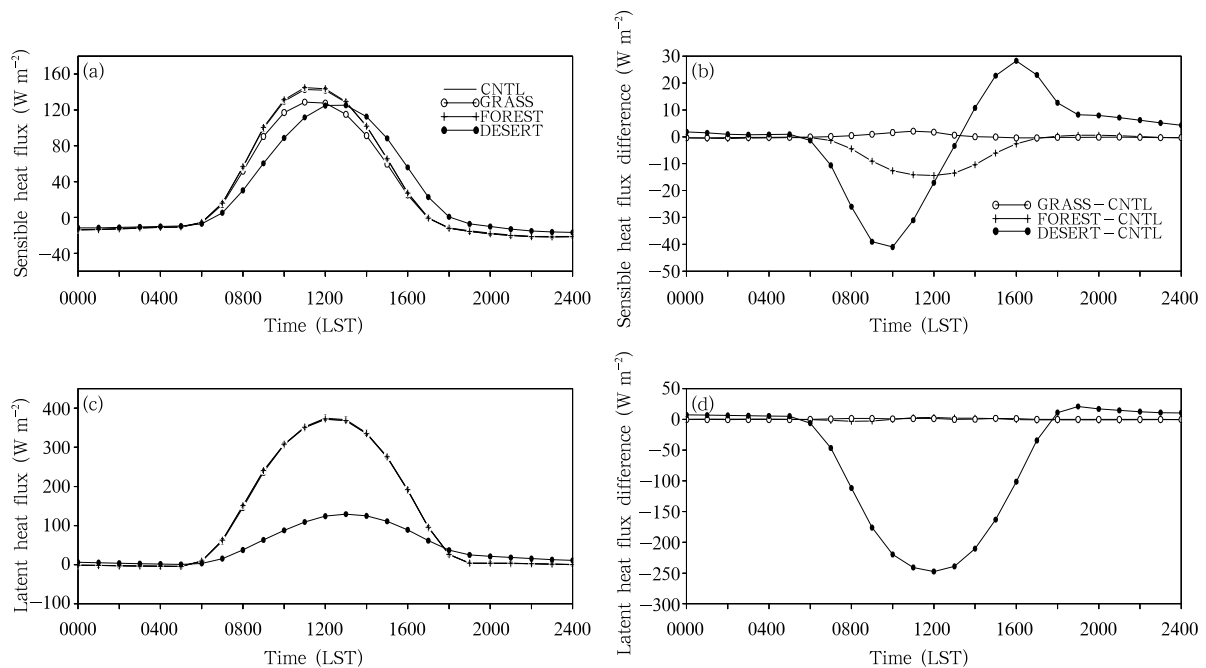 (a)
CNTL
GRASS
FOREST
DESERT
Sensible heat flux (W m−2)
160
120
80
40
0
−40
0000 0400 0800 1200 1600 2000 2400
Time (LST)
(b)
GRASS−CNTL
FOREST−CNTL
DESERT−CNTL
Sensible heat flux difference (W m−2)
30
20
10
0
−10
−20
−30
−40
−50
0000 0400 0800 1200 1600 2000 2400
Time (LST)
(c)
Latent heat flux (W m−2)
400
300
200
100
0
−100
0000 0400 0800 1200 1600 2000 2400
Time (LST)
(d)
Latent heat flux difference (W m−2)
50
0
−50
−100
−150
−200
−250
−300
0000 0400 0800 1200 1600 2000 2400
Time (LST)